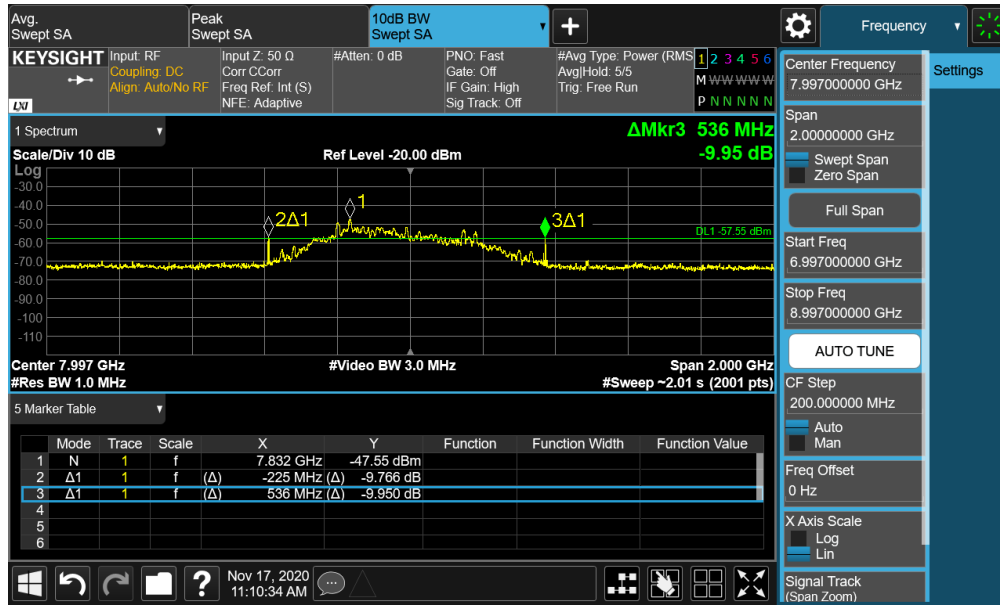 Avg.
Swept SA
Peak
Swept SA
10dB BW
Swept SA
Frequency
KEYSIGHT
LXI
Input: RF
Coupling: DC
Align: Auto/No RF
Input Z: 50 Ω
Corr CCorr
Freq Ref: Int (S)
NFE: Adaptive
#Atten: 0 dB
PNO: Fast
Gate: Off
IF Gain: High
Sig Track: Off
#Avg Type: Power (RMS
Avg|Hold: 5/5
Trig: Free Run
1 2 3 4 5 6
M W W W W W
P N N N N N
1 Spectrum
ΔMkr3 536 MHz
-9.95 dB
Scale/Div 10 dB
Ref Level -20.00 dBm
Log
-30.0
-40.0
-50.0
-60.0
-70.0
-80.0
-90.0
-100
-110
1
2Δ1
3Δ1
DL1 -57.55 dBm
Center 7.997 GHz
#Video BW 3.0 MHz
Span 2.000 GHz
#Res BW 1.0 MHz
#Sweep ~2.01 s (2001 pts)
5 Marker Table
Mode Trace Scale X Y Function Function Width Function Value
1 N 1 f 7.832 GHz -47.55 dBm
2 Δ1 1 f (Δ) -225 MHz (Δ) -9.766 dB
3 Δ1 1 f (Δ) 536 MHz (Δ) -9.950 dB
4
5
6
Nov 17, 2020
11:10:34 AM
Center Frequency
7.997000000 GHz
Span
2.00000000 GHz
Swept Span
Zero Span
Full Span
Start Freq
6.997000000 GHz
Stop Freq
8.997000000 GHz
AUTO TUNE
CF Step
200.000000 MHz
Auto
Man
Freq Offset
0 Hz
X Axis Scale
Log
Lin
Signal Track
(Span Zoom)
Settings